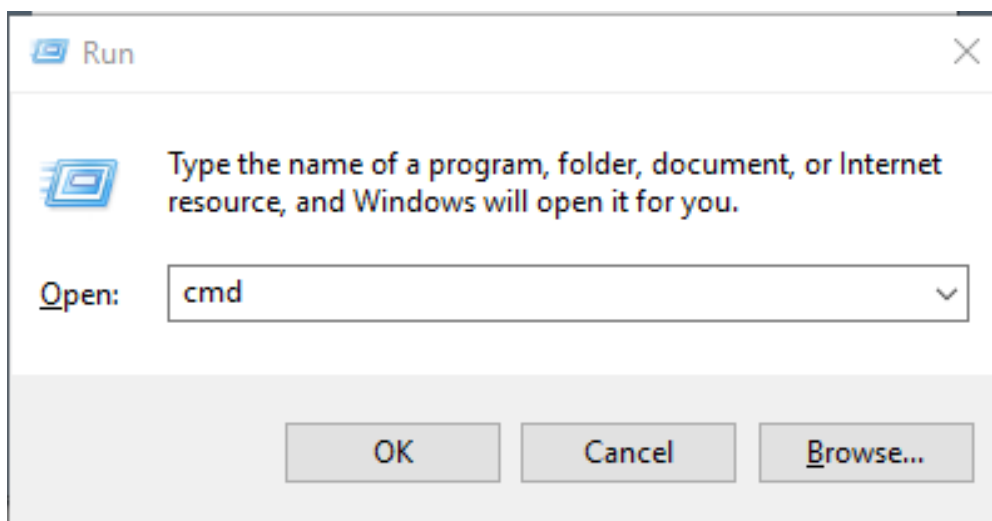 Run
Type the name of a program, folder, document, or Internet
resource, and Windows will open it for you.
Open: cmd
OK Cancel Browse...